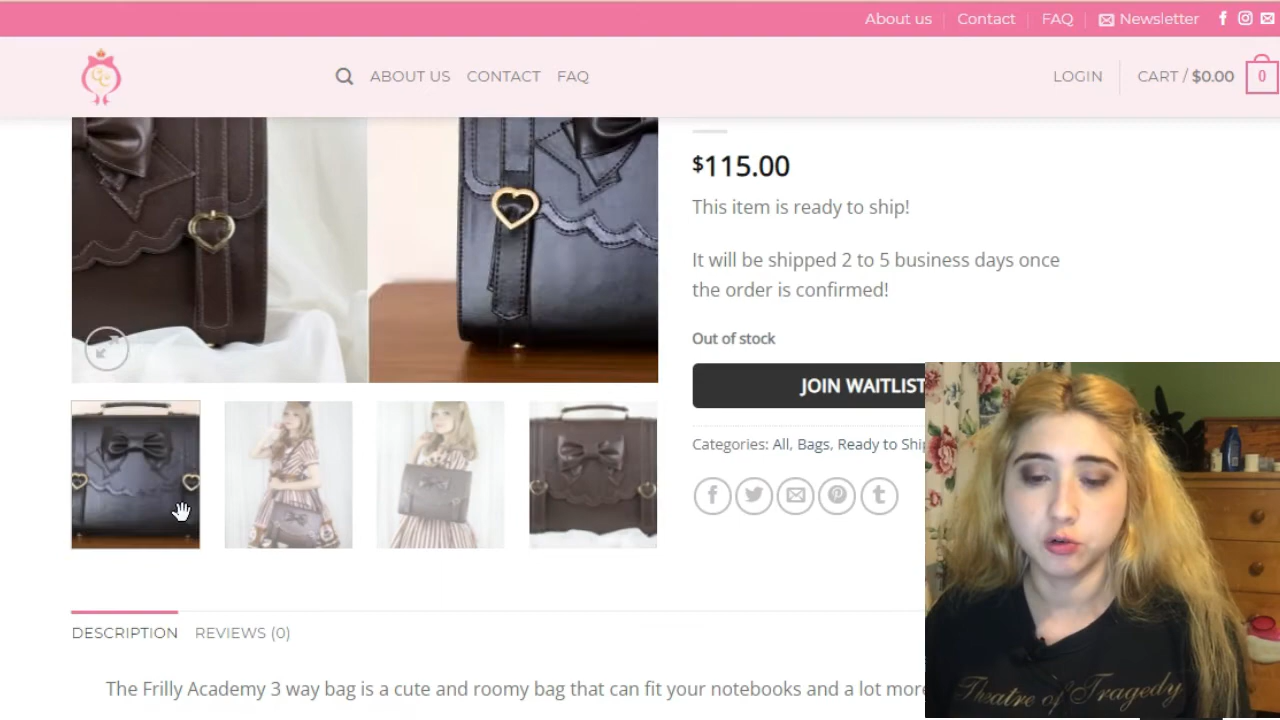 About us
Contact
FAQ
Newsletter
ABOUT US
CONTACT
FAQ
LOGIN
CART / $0.00
0
$115.00
This item is ready to ship!
It will be shipped 2 to 5 business days once
the order is confirmed!
Out of stock
JOIN WAITLIST
Categories: All, Bags, Ready to Ship
DESCRIPTION
REVIEWS (0)
The Frilly Academy 3 way bag is a cute and roomy bag that can fit your notebooks and a lot more
Theatre of Tragedy